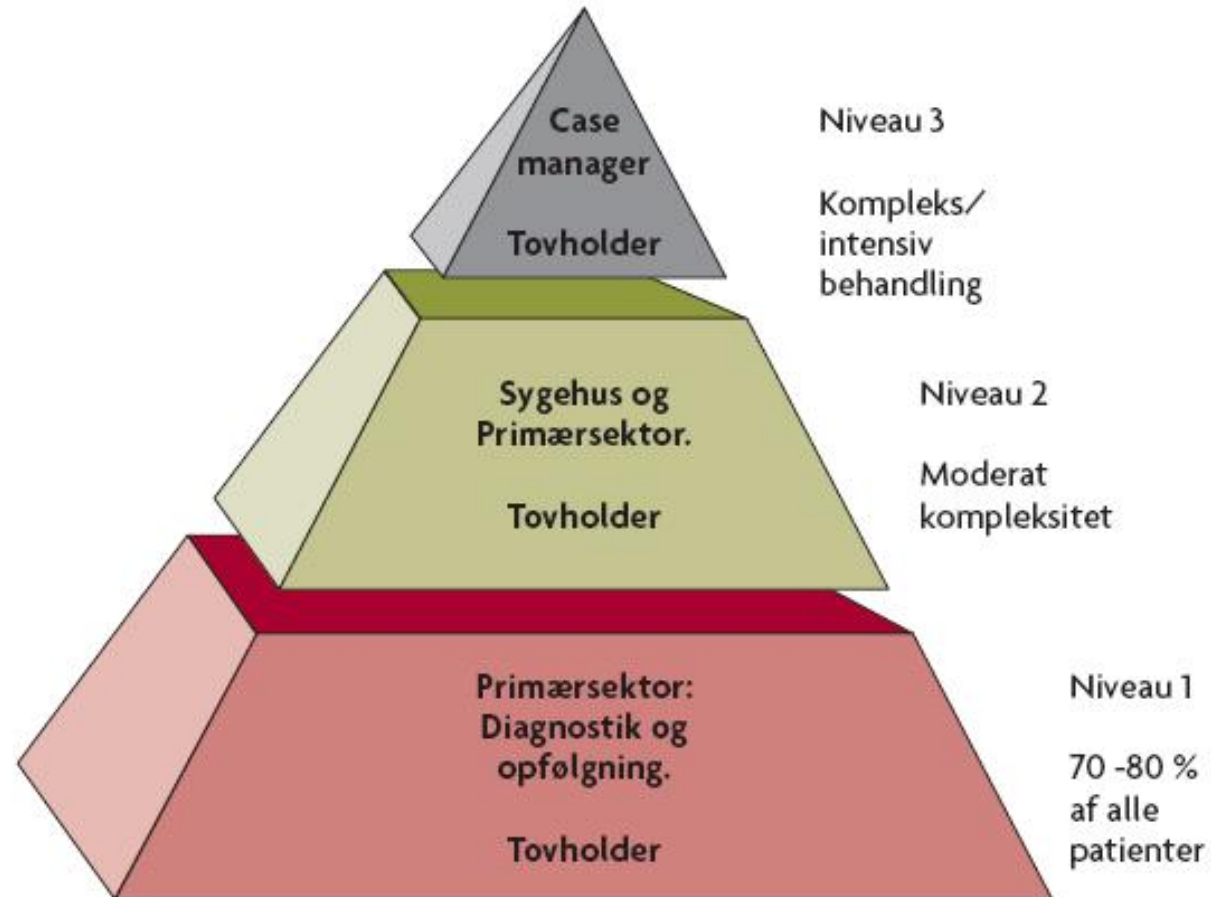 Case
manager
Tovholder
Niveau 3
Kompleks/
intensiv
behandling
Sygehus og
Primærsektor.
Tovholder
Niveau 2
Moderat
kompleksitet
Primærsektor:
Diagnostik og
opfølgning.
Tovholder
Niveau 1
70 -80 %
af alle
patienter